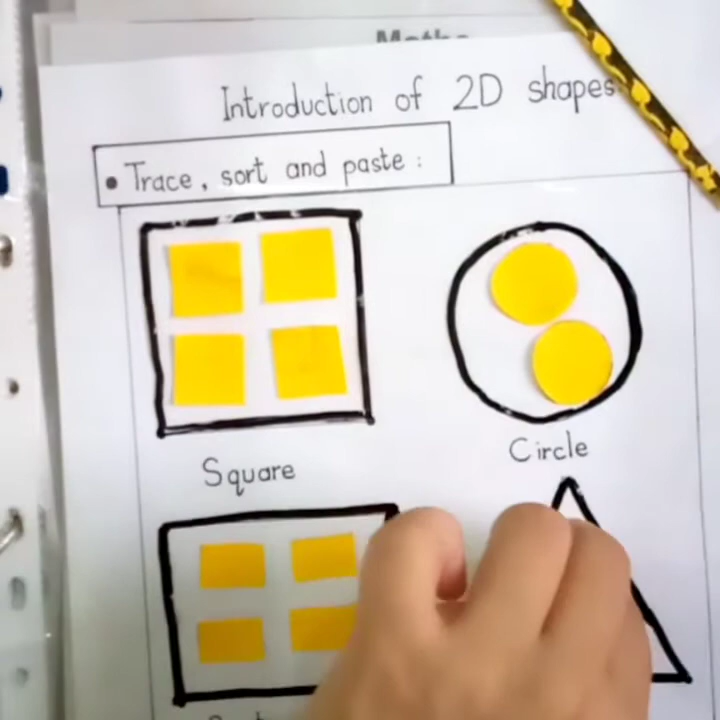 Introduction of 2D shapes
• Trace, sort and paste :
Circle
Square